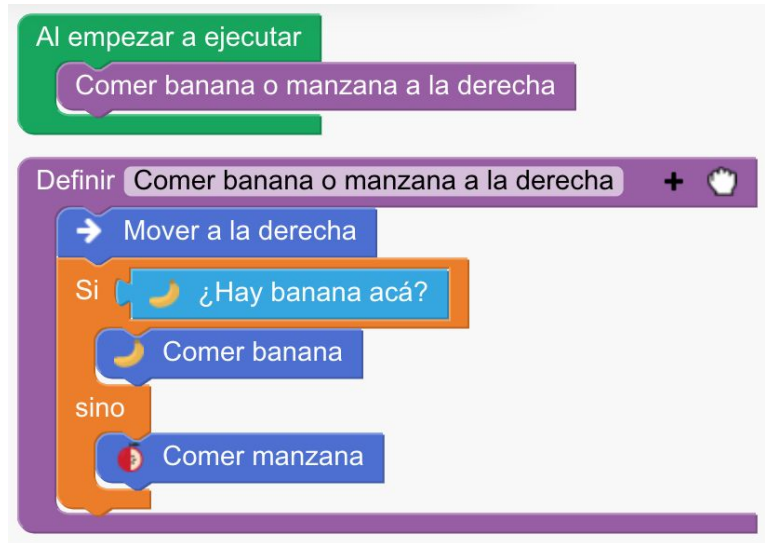 Al empezar a ejecutar
Comer banana o manzana a la derecha
Definir Comer banana o manzana a la derecha +
Mover a la derecha
Si ¿Hay banana acá?
Comer banana
sino
Comer manzana